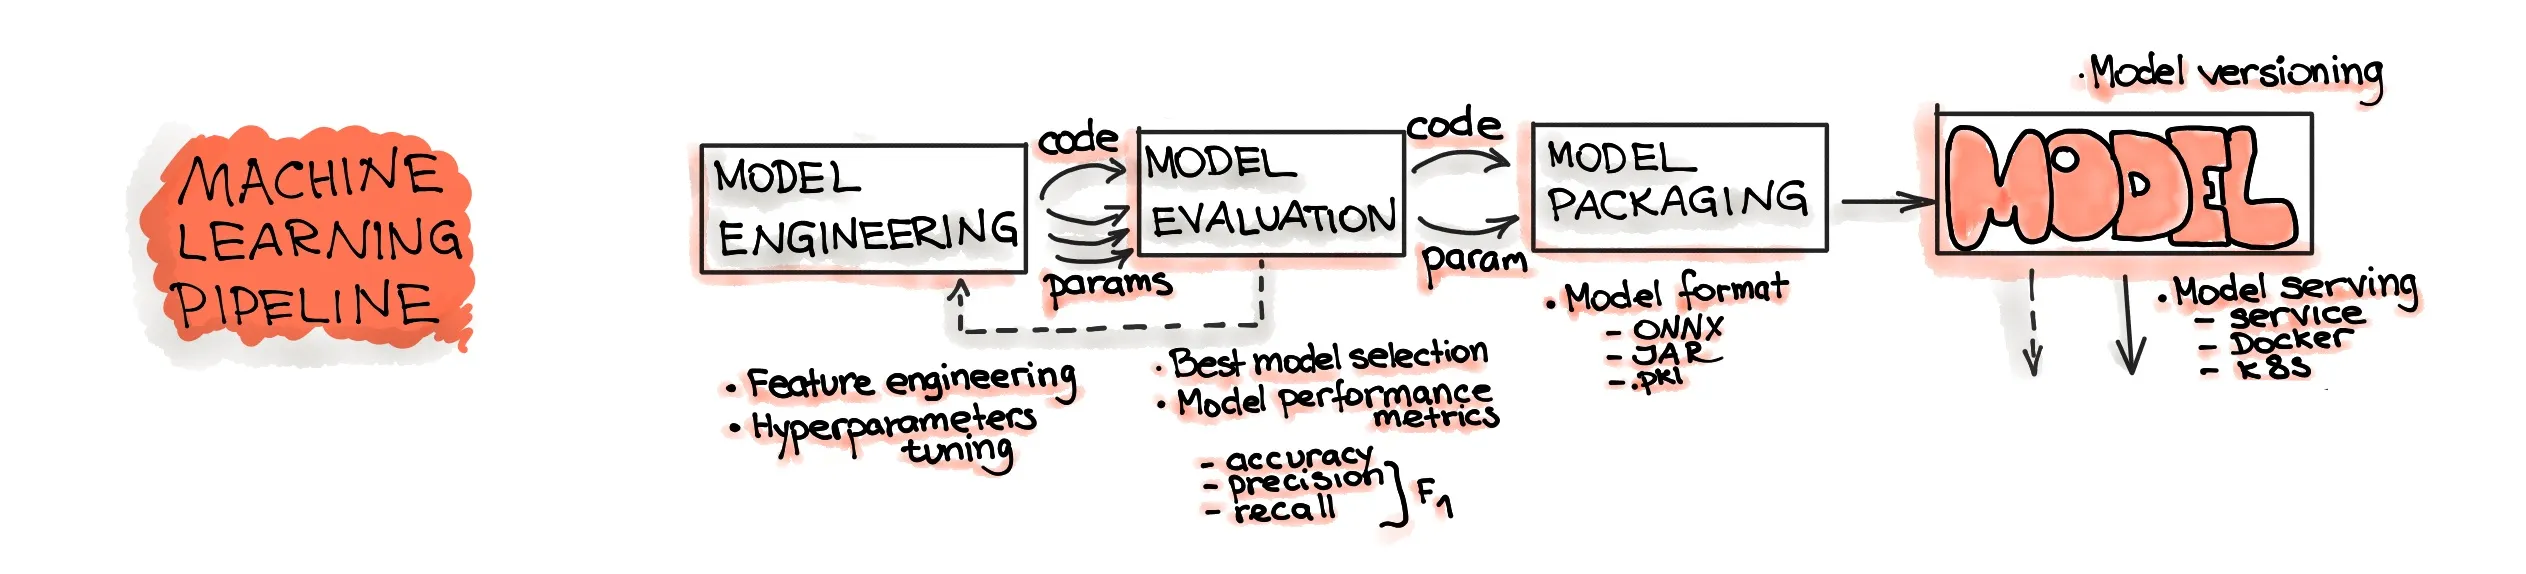 MACHINE
LEARNING
PIPELINE
MODEL
ENGINEERING
• Feature engineering
• Hyperparameters
tuning
code
params
MODEL
EVALUATION
• Best model selection
• Model performance
metrics
- accuracy
- precision
- recall
F1
code
param
MODEL
PACKAGING
• Model format
- ONNX
- JAR
- .pkl
• Model versioning
MODEL
• Model serving
- service
- Docker
- K8S